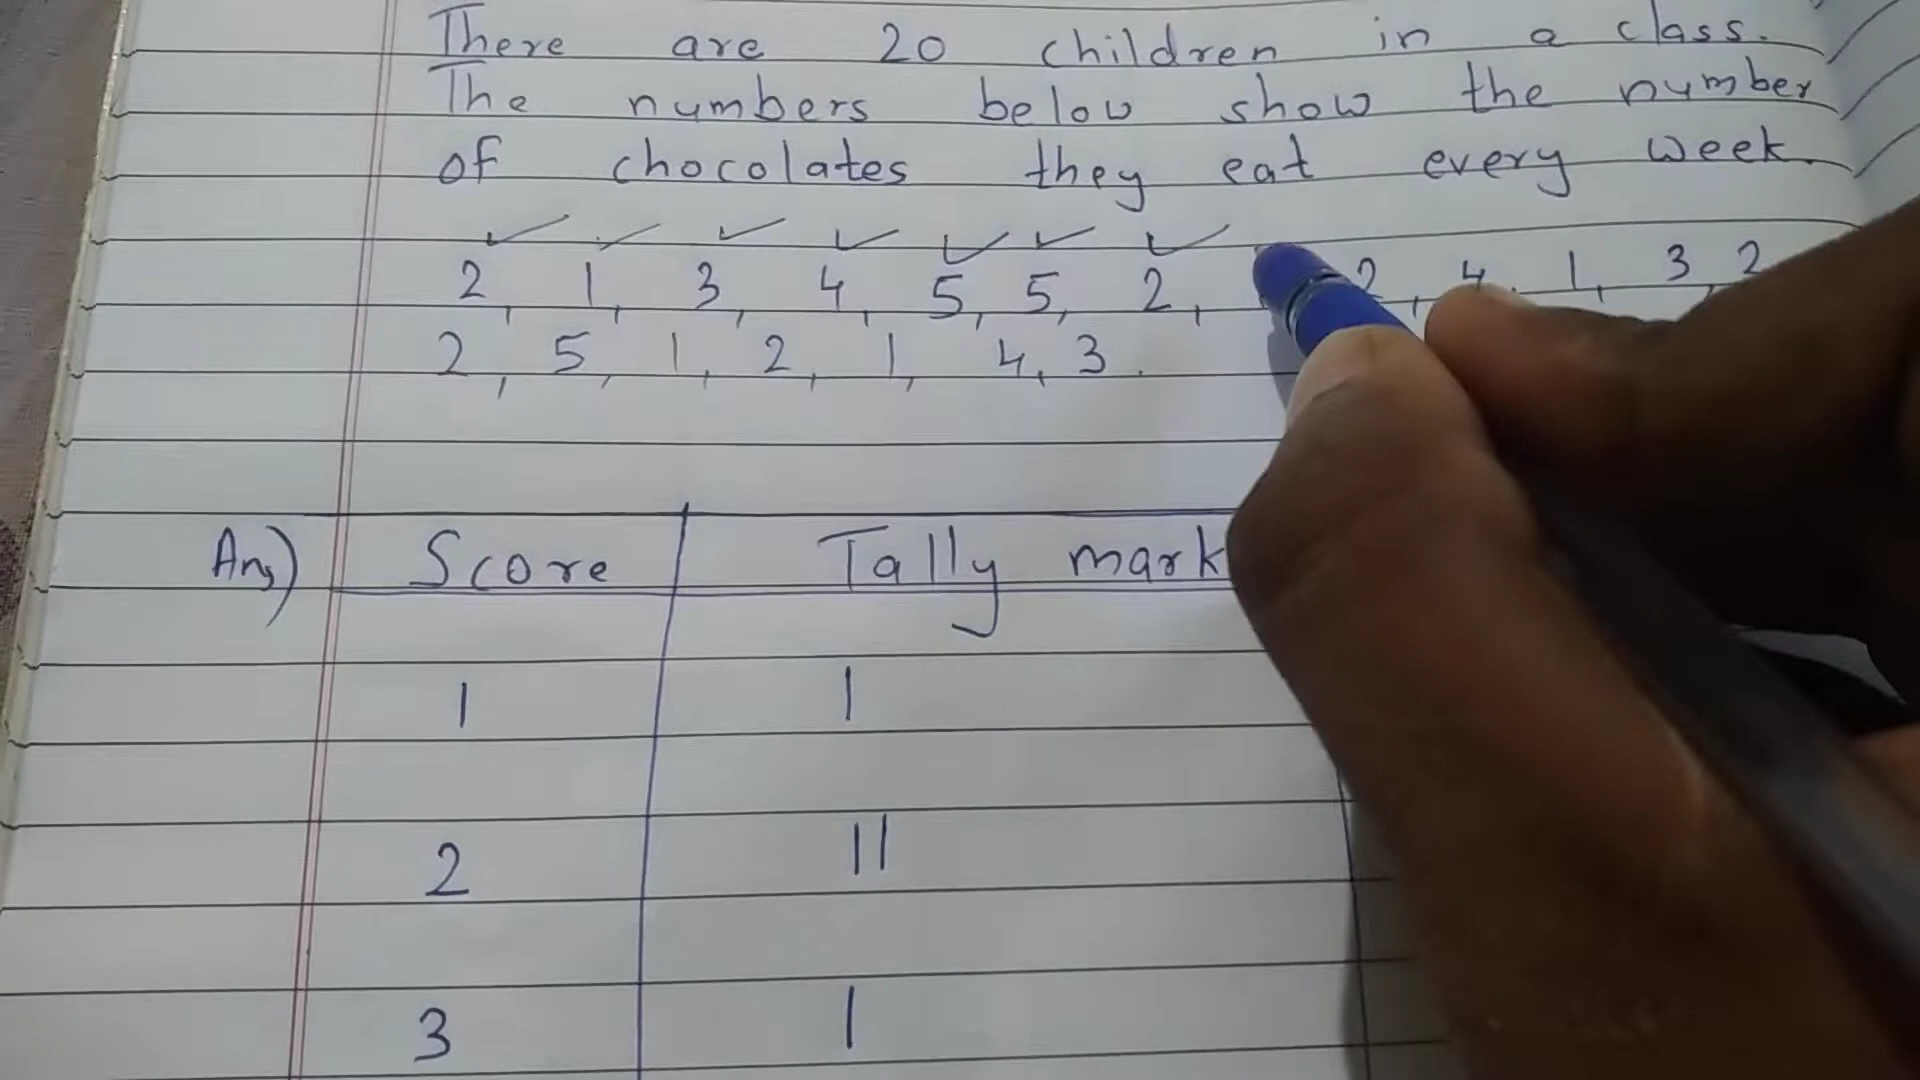 There are 20 children in a class.
The numbers below show the number
of chocolates they eat every week.
2, 1, 3, 4, 5, 5, 2, 2, 4, 1, 3, 2
2, 5, 1, 2, 1, 4, 3.
Ans) Score Tally mark
1 |
2 ||
3 |